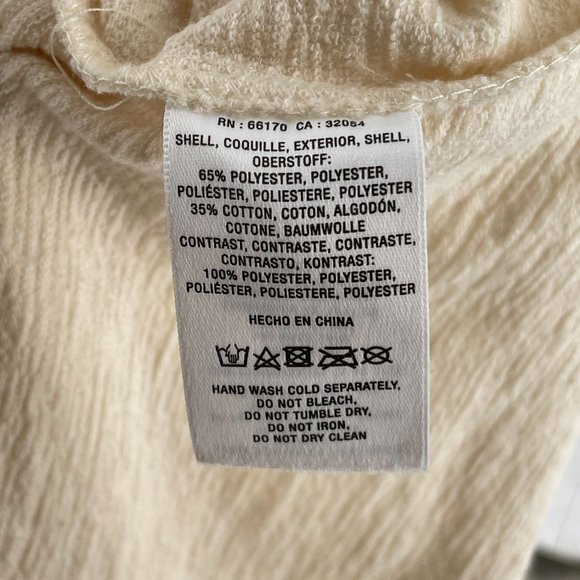 RN : 66170 CA : 32054
SHELL, COQUILLE, EXTERIOR, SHELL,
OBERSTOFF:
65% POLYESTER, POLYESTER,
POLIÉSTER, POLIESTERE, POLYESTER
35% COTTON, COTON, ALGODÓN,
COTONE, BAUMWOLLE
CONTRAST, CONTRASTE, CONTRASTE,
CONTRASTO, KONTRAST:
100% POLYESTER, POLYESTER,
POLIÉSTER, POLIESTERE, POLYESTER
HECHO EN CHINA
HAND WASH COLD SEPARATELY,
DO NOT BLEACH,
DO NOT TUMBLE DRY,
DO NOT IRON,
DO NOT DRY CLEAN